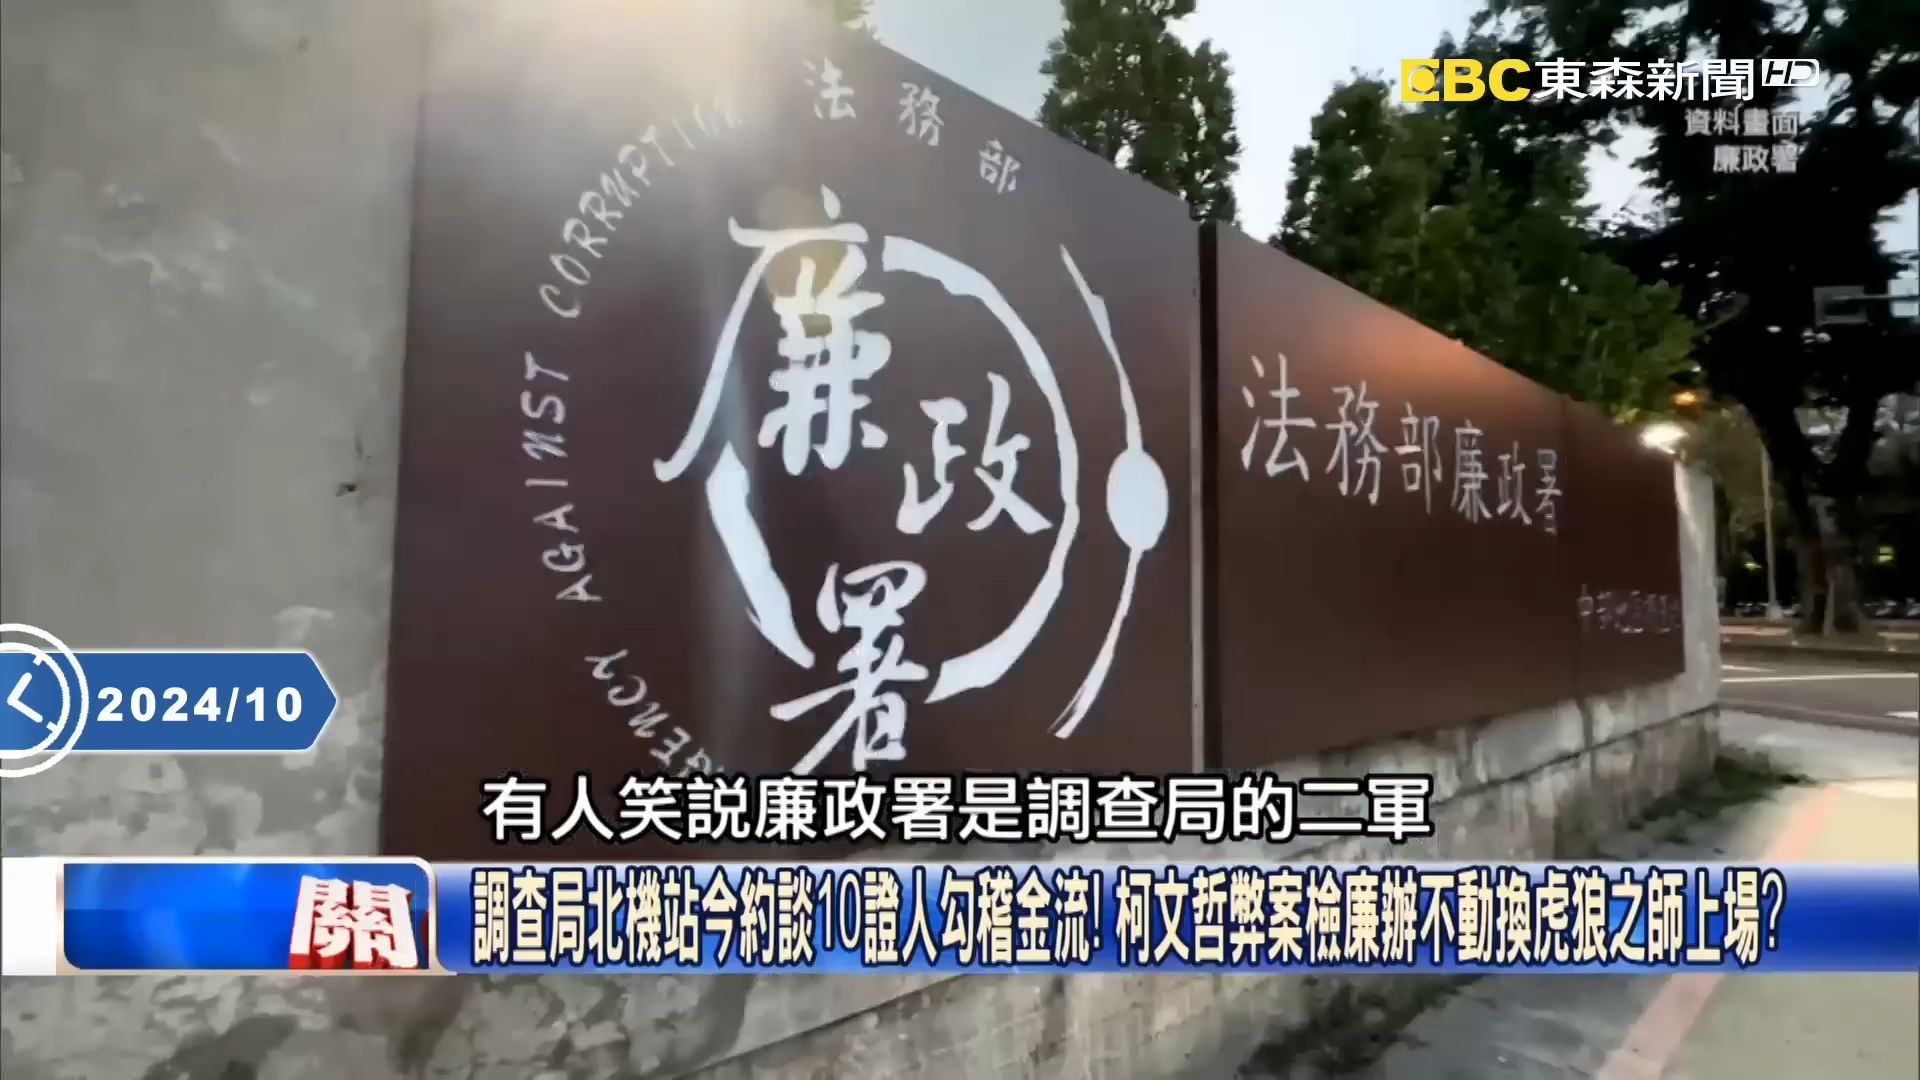 EBC東森新聞HD
資料畫面
廉政署
法務部
廉政署
AGENCY AGAINST CORRUPTION
法務部廉政署
2024/10
有人笑說廉政署是調查局的二軍
關
調查局北機站今約談10證人勾稽金流! 柯文哲弊案檢廉辦不動換虎狼之師上場?